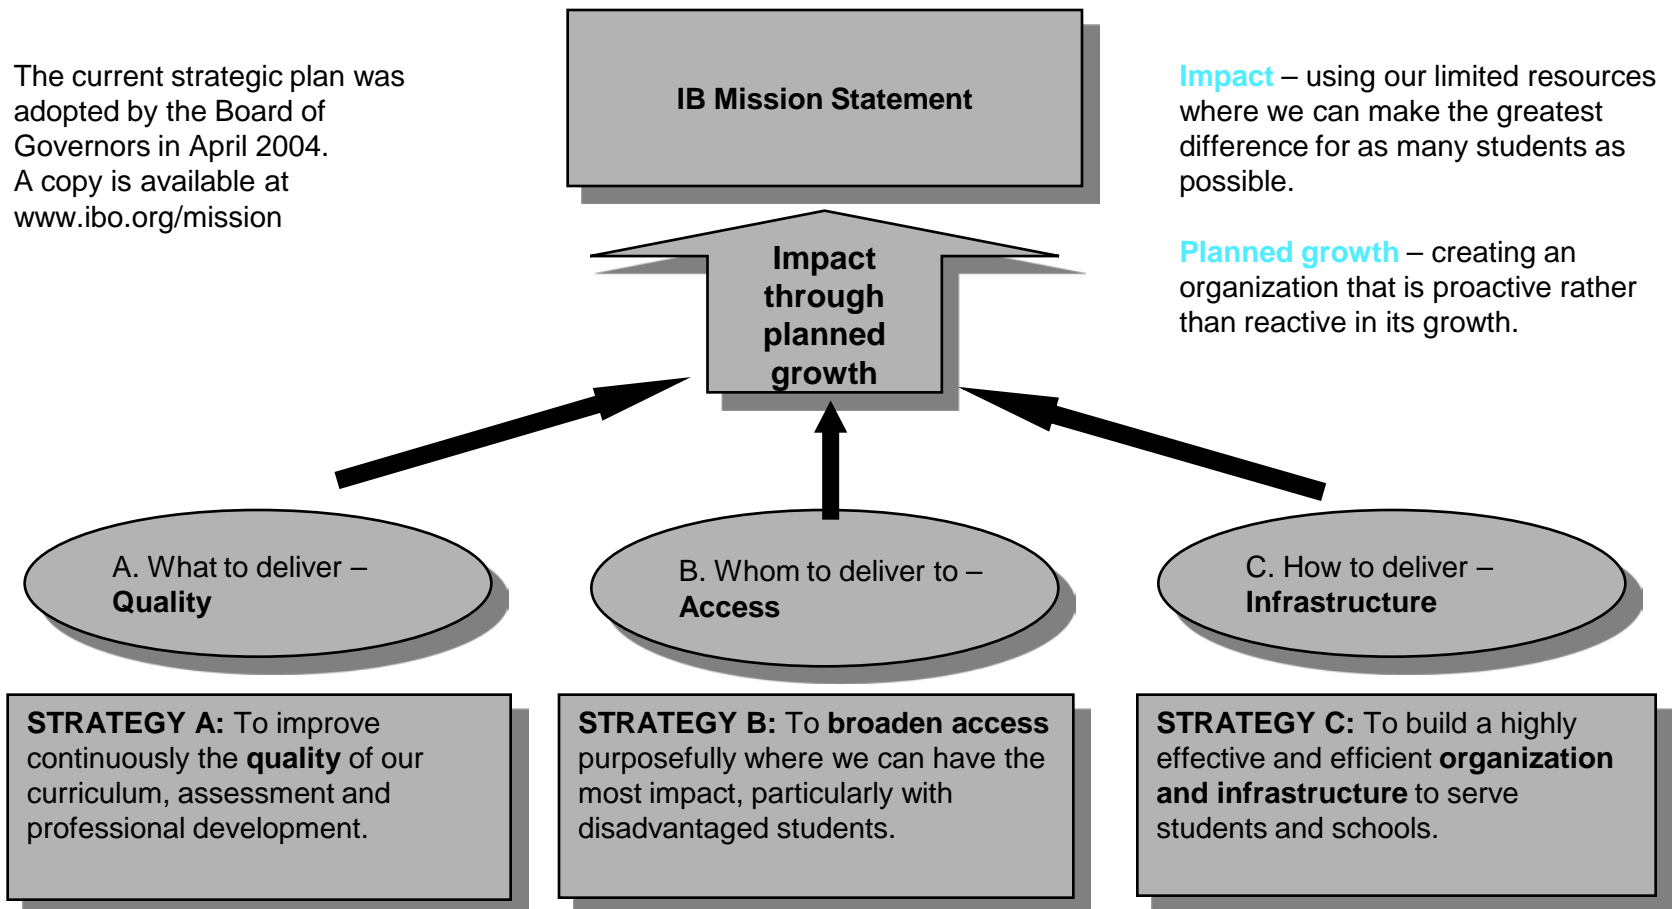 The current strategic plan was
adopted by the Board of
Governors in April 2004.
A copy is available at
www.ibo.org/mission
IB Mission Statement
Impact – using our limited resources
where we can make the greatest
difference for as many students as
possible.
Planned growth – creating an
organization that is proactive rather
than reactive in its growth.
Impact
through
planned
growth
A. What to deliver –
Quality
B. Whom to deliver to –
Access
C. How to deliver –
Infrastructure
STRATEGY A: To improve
continuously the quality of our
curriculum, assessment and
professional development.
STRATEGY B: To broaden access
purposefully where we can have the
most impact, particularly with
disadvantaged students.
STRATEGY C: To build a highly
effective and efficient organization
and infrastructure to serve
students and schools.